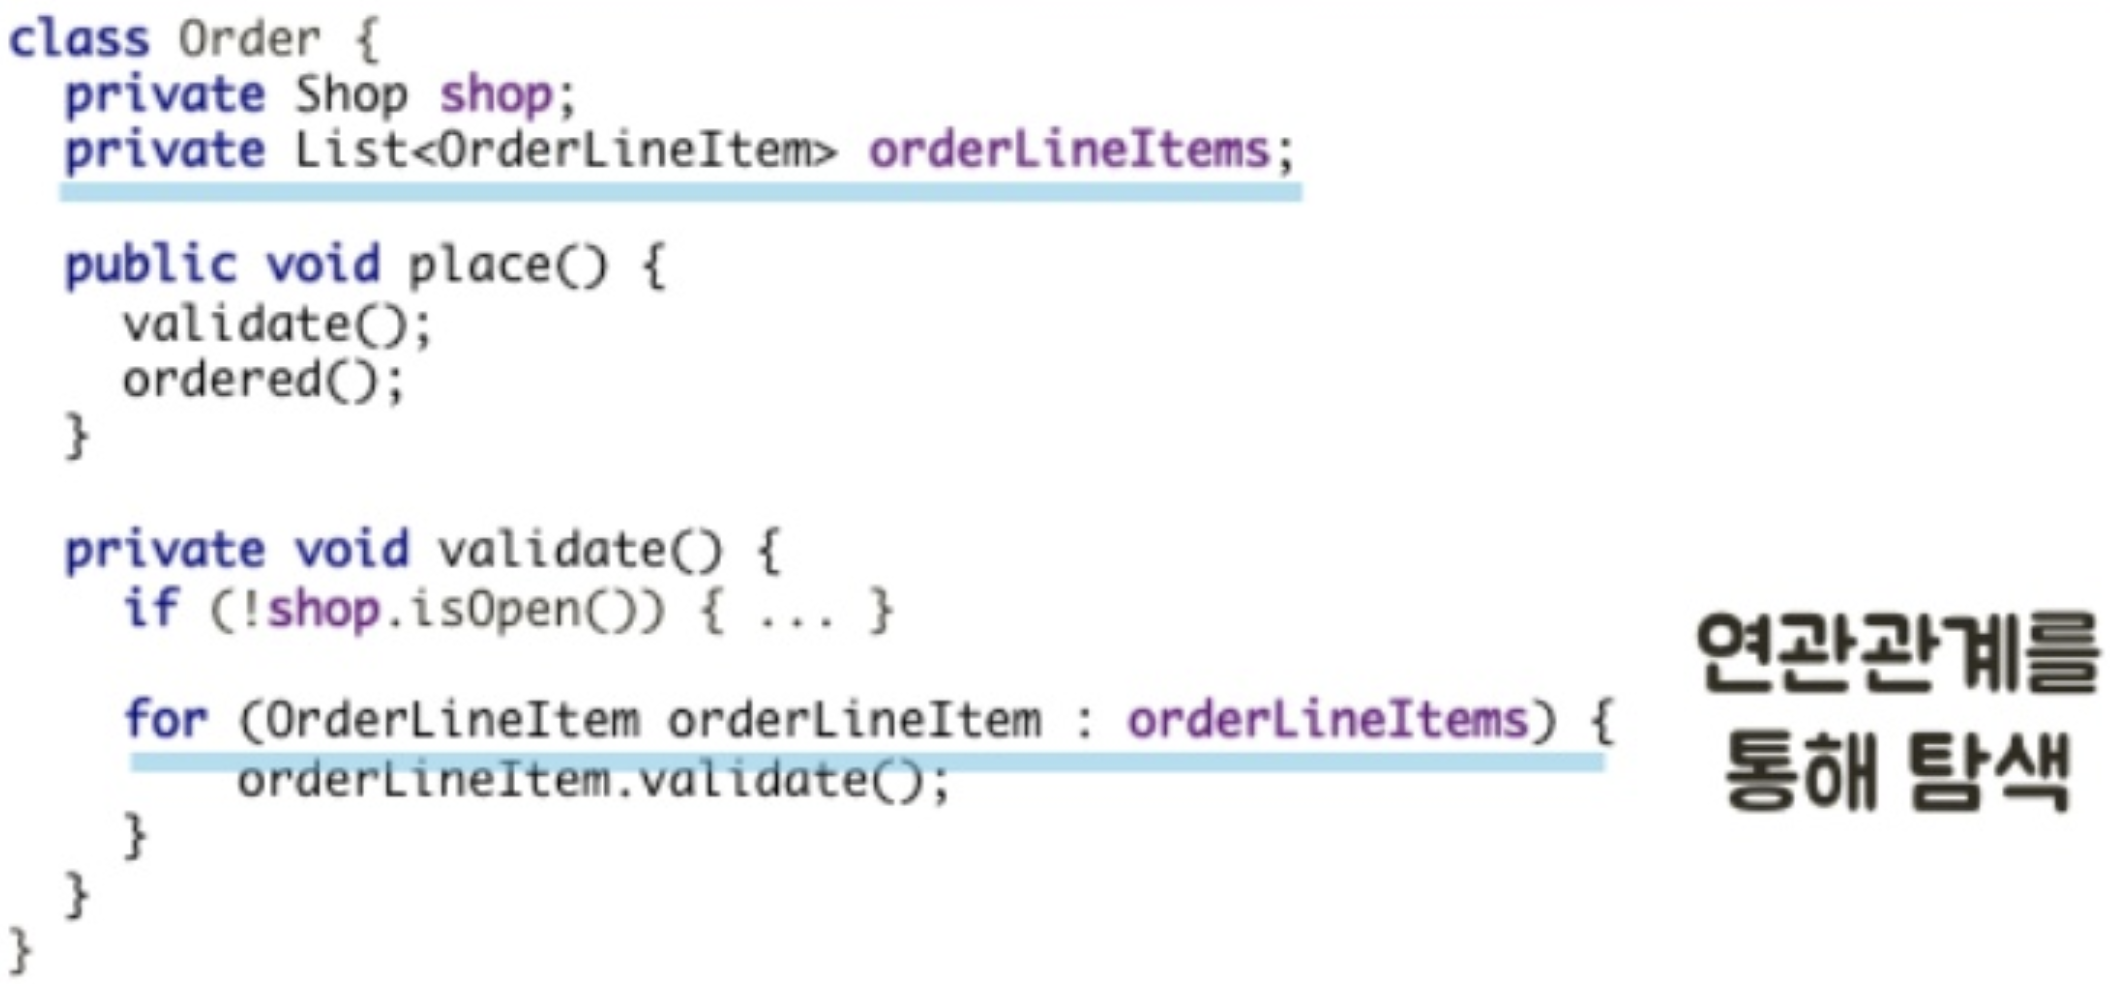 class Order {
private Shop shop;
private List<OrderLineItem> orderLineItems;
public void place() {
validate();
ordered();
}
private void validate() {
if (!shop.isOpen()) { ... }
for (OrderLineItem orderLineItem : orderLineItems) {
orderLineItem.validate();
}
}
}
연관관계를
통해 탐색